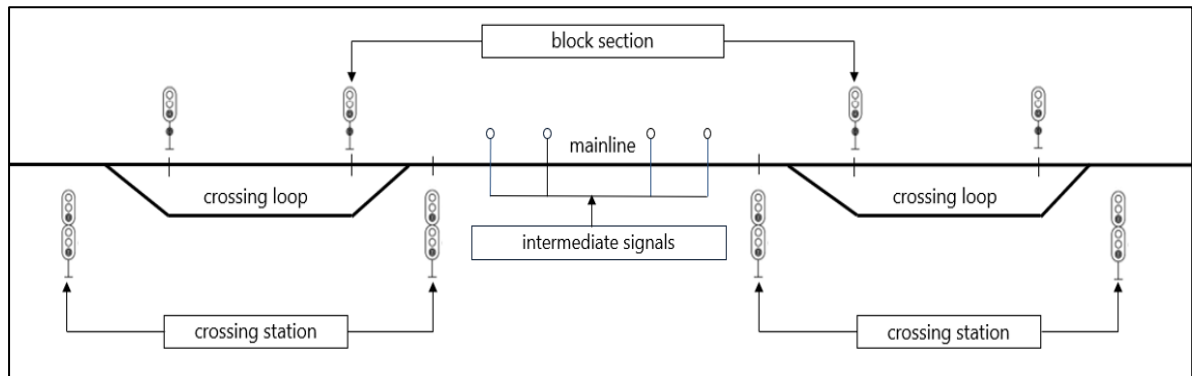 block section
mainline
crossing loop
crossing loop
intermediate signals
crossing station
crossing station